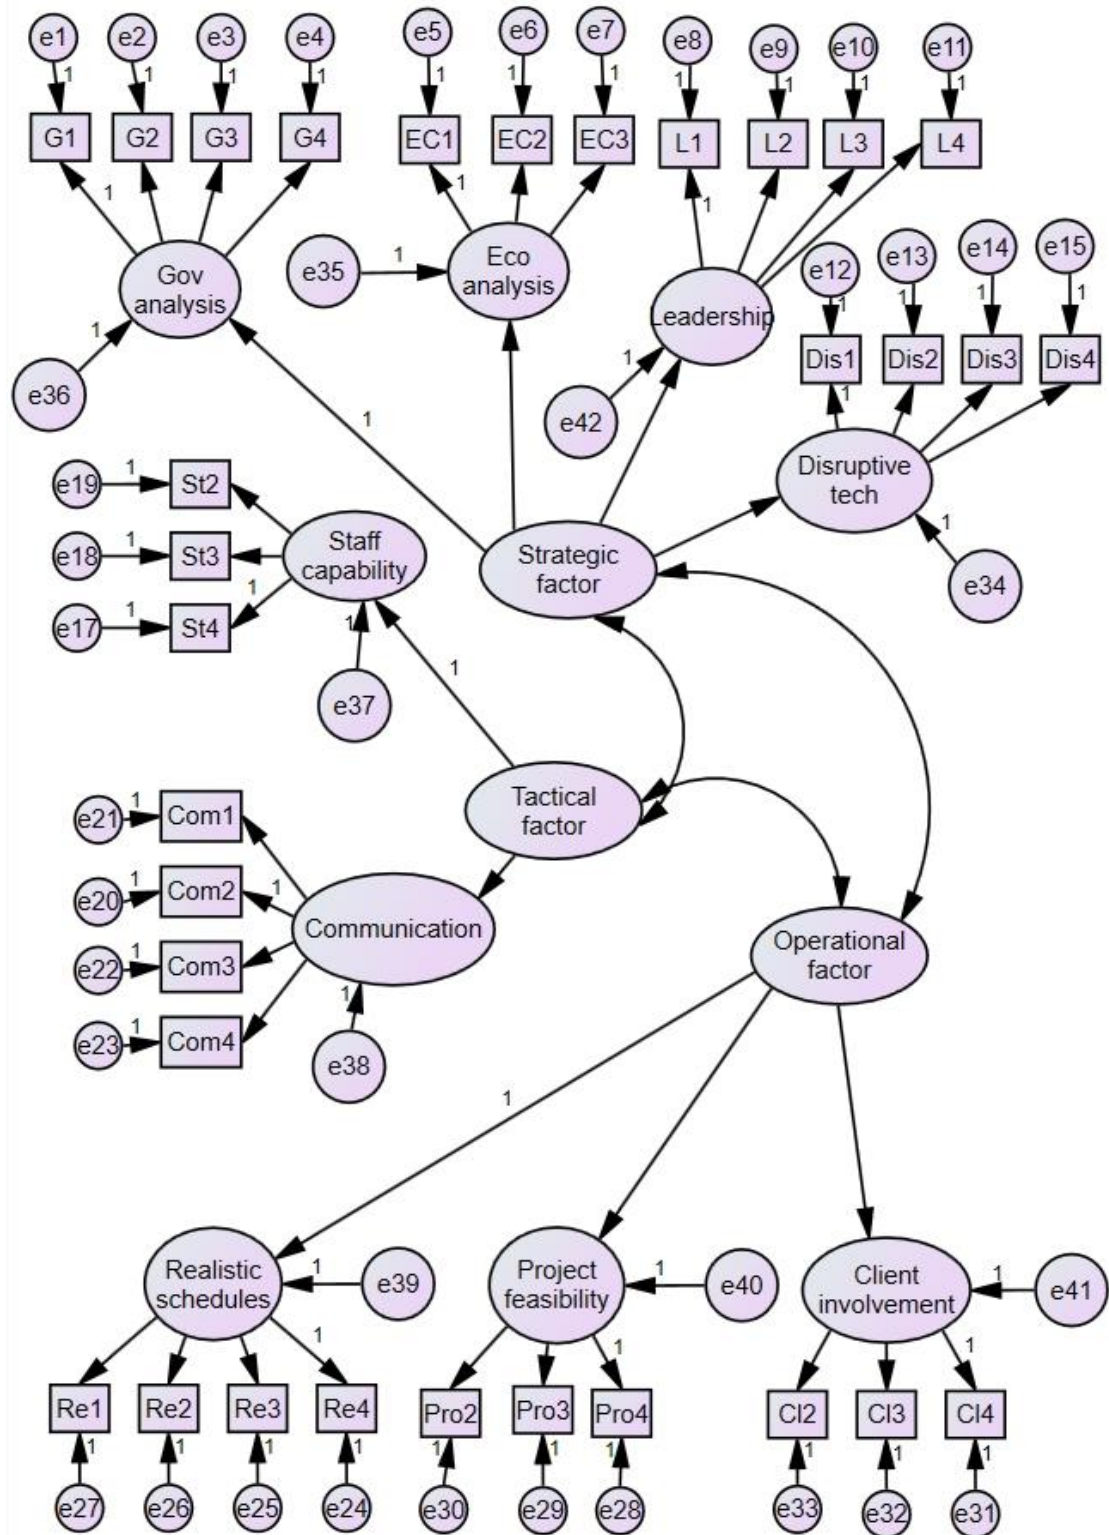 e1 e2 e3 e4 e5 e6 e7 e8 e9 e10 e11
1 1 1 1 1 1 1 1 1 1 1
G1 G2 G3 G4 EC1 EC2 EC3 L1 L2 L3 L4
1 1 1
e12 e13 e14 e15
e35 1 Eco
analysis
Gov
analysis
Leadership
1 1 1 1
Dis1 Dis2 Dis3 Dis4
1
1
e36
1
e42
1
Disruptive
tech
1
e34
e19 1 St2
e18 1 St3
e17 1 St4
1
Staff
capability
Strategic
factor
1
e37
1
Tactical
factor
e21 1 Com1
e20 1 Com2
e22 1 Com3
e23 1 Com4
1
Communication
1
e38
Operational
factor
1
Realistic
schedules
1 e39
Project
feasibility
1 e40
Client
involvement
1 e41
1 1 1
Re1 Re2 Re3 Re4 Pro2 Pro3 Pro4 Cl2 Cl3 Cl4
1 1 1 1 1 1 1 1 1 1
e27 e26 e25 e24 e30 e29 e28 e33 e32 e31